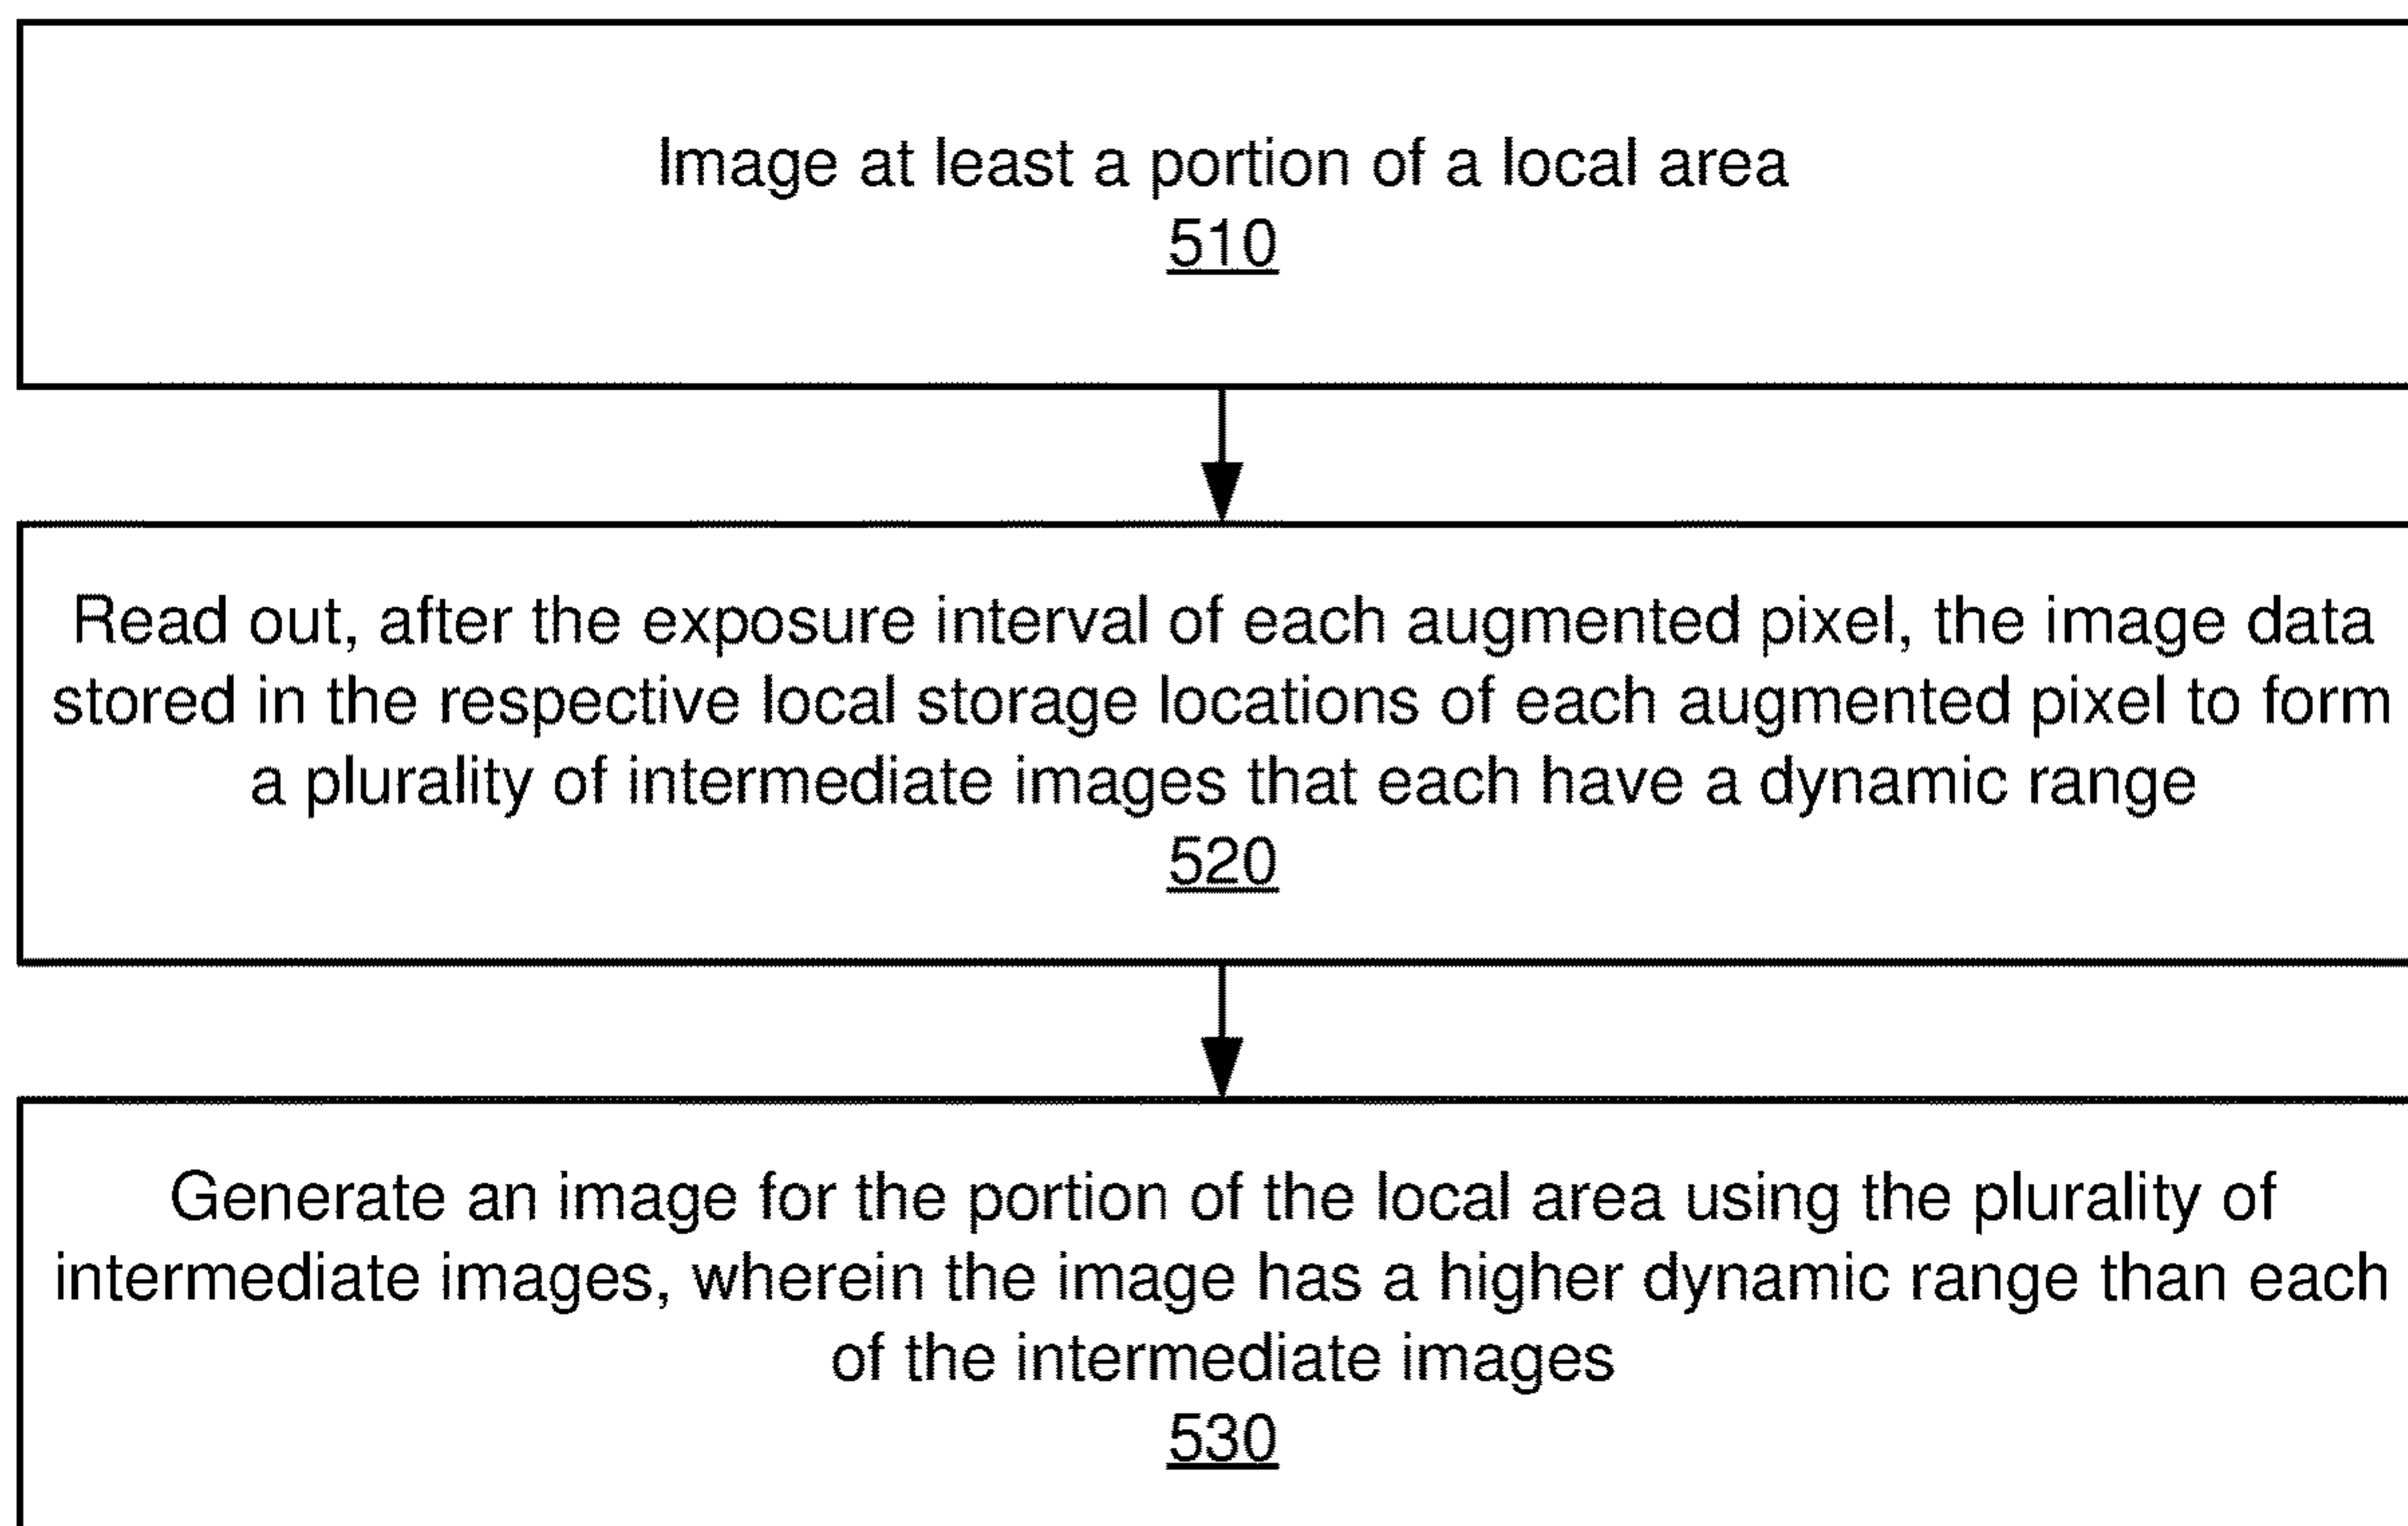 Image at least a portion of a local area
510
Read out, after the exposure interval of each augmented pixel, the image data
stored in the respective local storage locations of each augmented pixel to form
a plurality of intermediate images that each have a dynamic range
520
Generate an image for the portion of the local area using the plurality of
intermediate images, wherein the image has a higher dynamic range than each
of the intermediate images
530